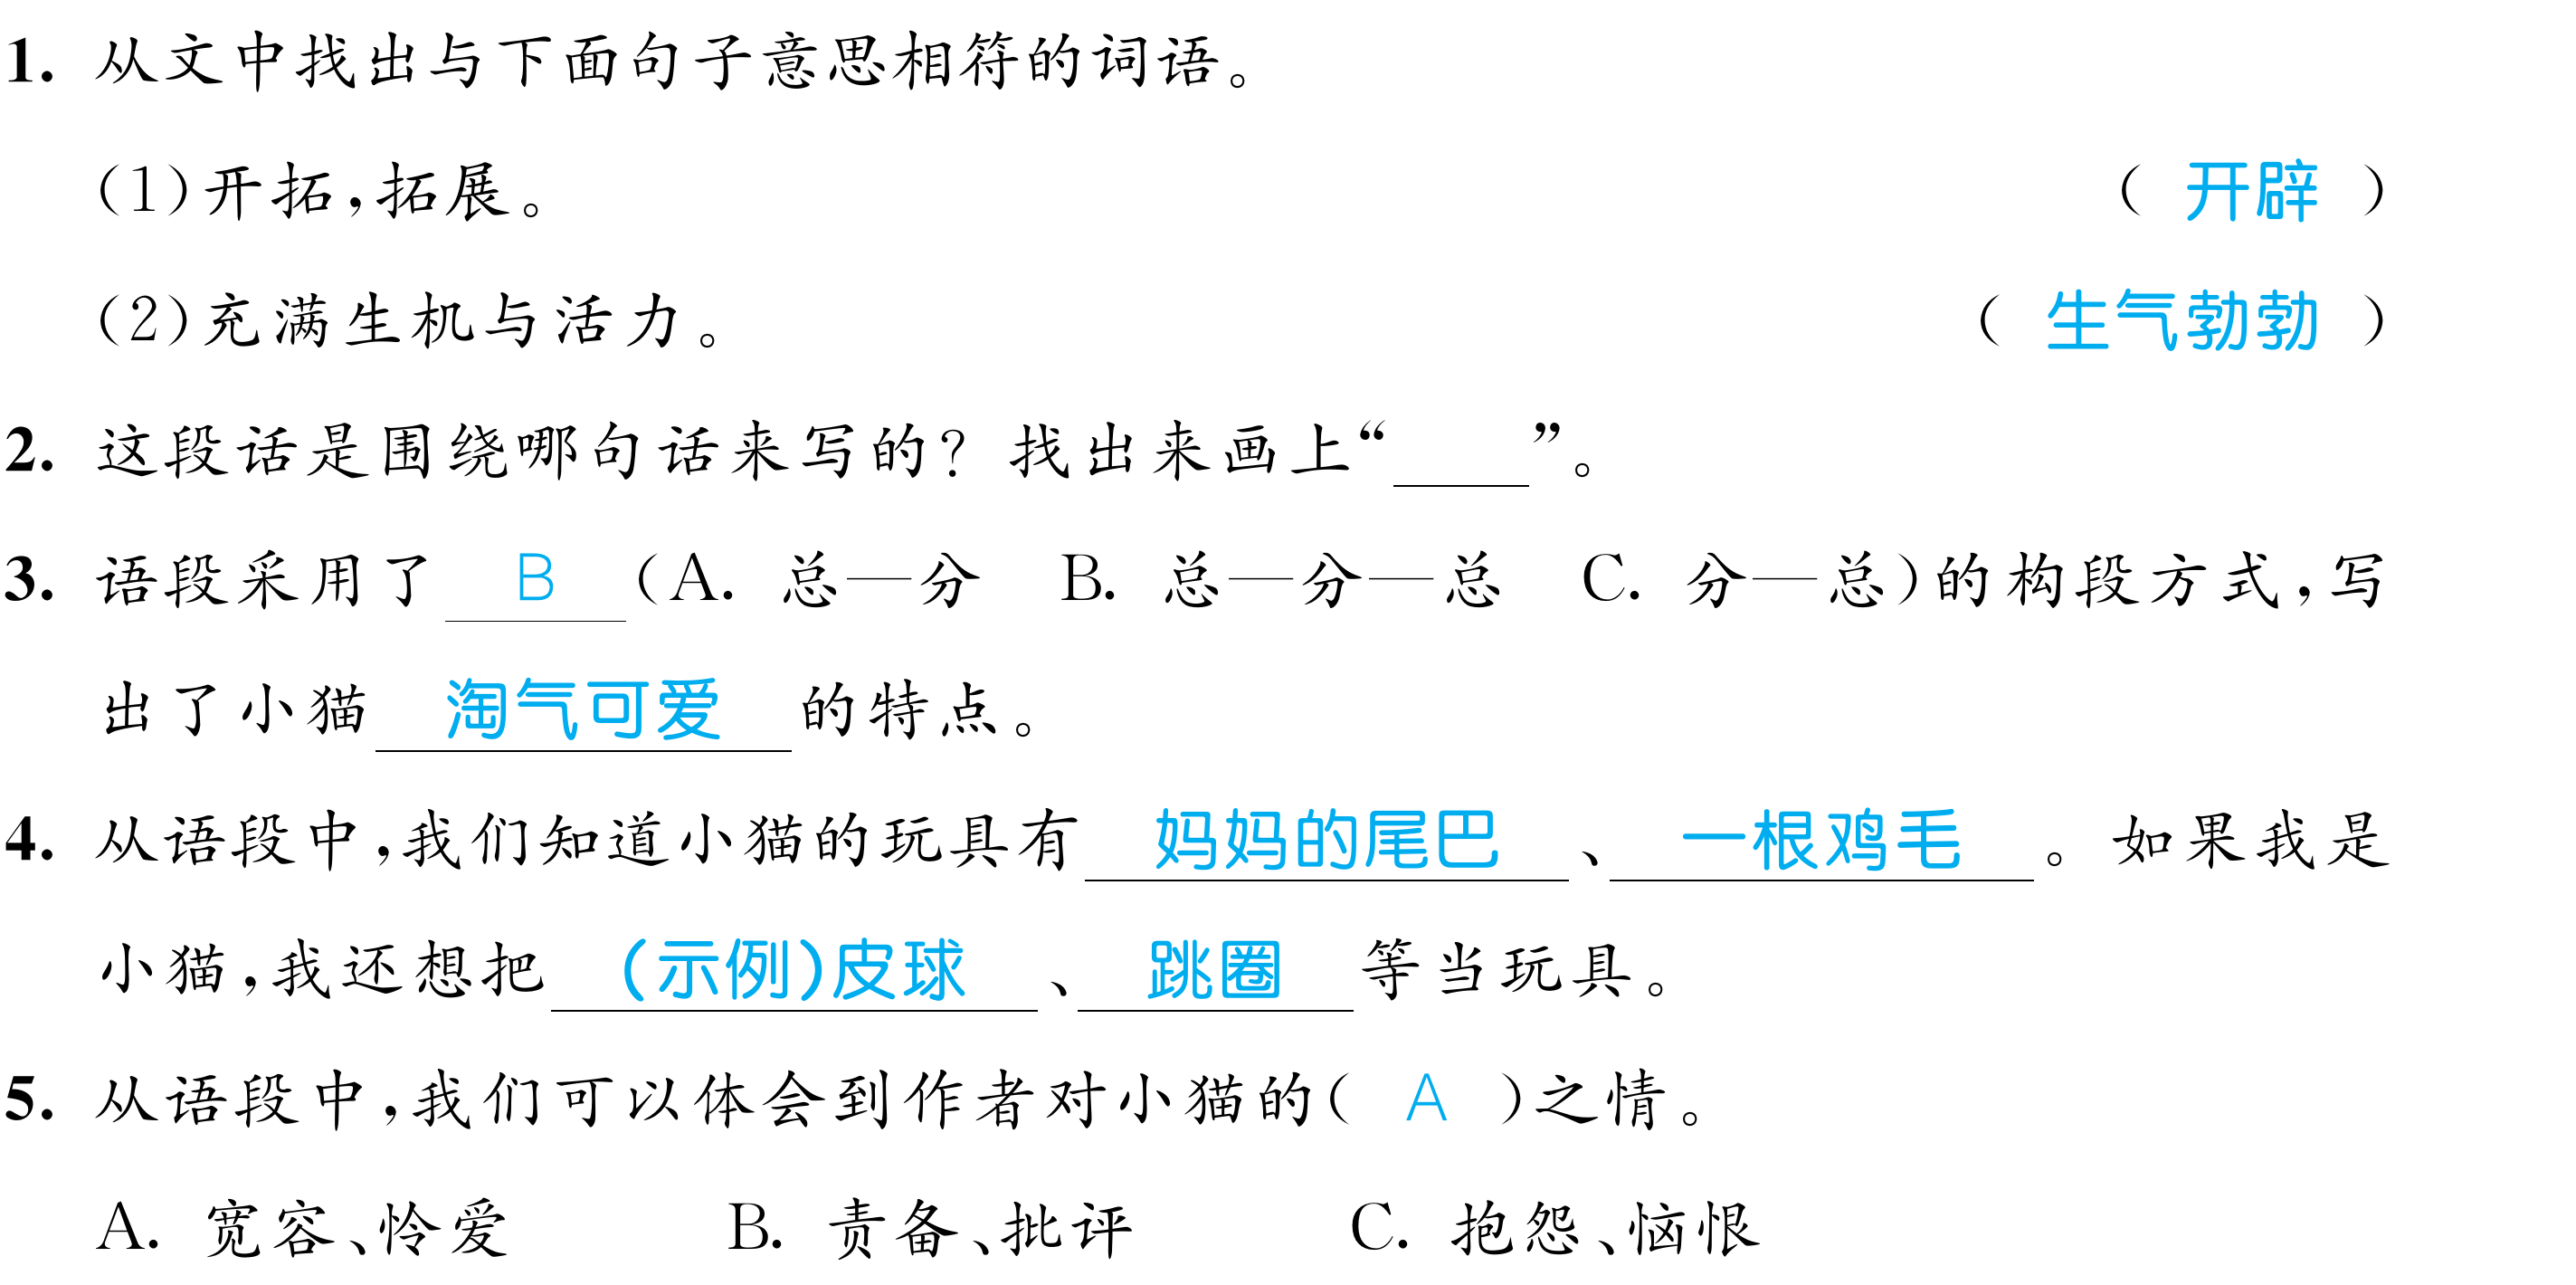 1. 从文中找出与下面句子意思相符的词语。
(1)开拓,拓展。 ( 开辟 )
(2)充满生机与活力。 ( 生气勃勃 )
2. 这段话是围绕哪句话来写的？找出来画上“____”。
3. 语段采用了 B (A. 总—分 B. 总—分—总 C. 分—总)的构段方式,写
出了小猫 淘气可爱 的特点。
4. 从语段中,我们知道小猫的玩具有 妈妈的尾巴 、 一根鸡毛 。如果我是
小猫,我还想把 (示例)皮球 、 跳圈 等当玩具。
5. 从语段中,我们可以体会到作者对小猫的( A )之情。
A. 宽容、怜爱 B. 责备、批评 C. 抱怨、恼恨